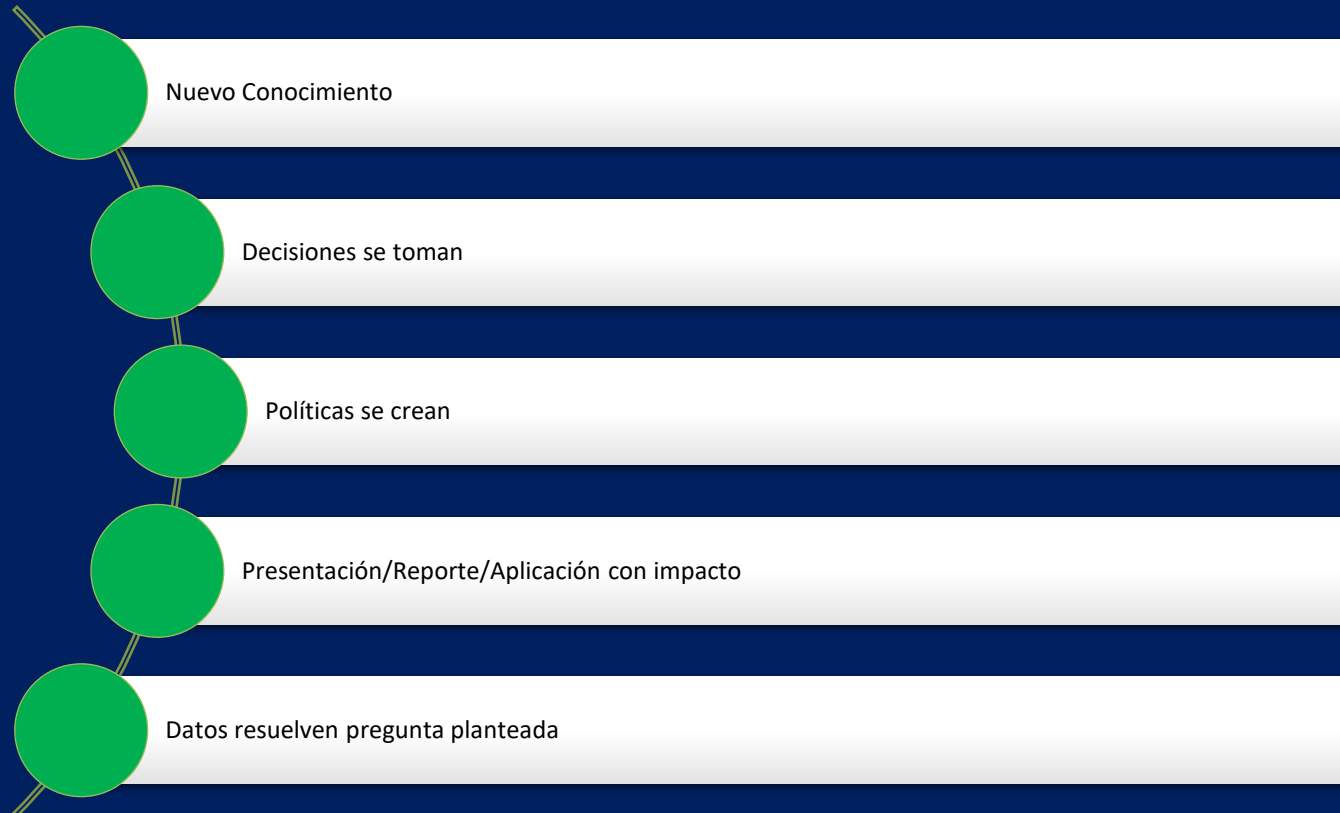 Nuevo Conocimiento
Decisiones se toman
Políticas se crean
Presentación/Reporte/Aplicación con impacto
Datos resuelven pregunta planteada